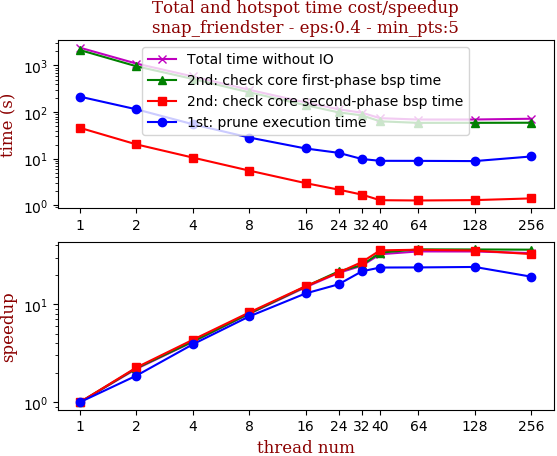 Total and hotspot time cost/speedup
snap_friendster - eps:0.4 - min_pts:5
time (s)
10³
10²
10¹
10⁰
Total time without IO
2nd: check core first-phase bsp time
2nd: check core second-phase bsp time
1st: prune execution time
1 2 4 8 16 24 32 40 64 128 256
speedup
10¹
10⁰
1 2 4 8 16 24 32 40 64 128 256
thread num